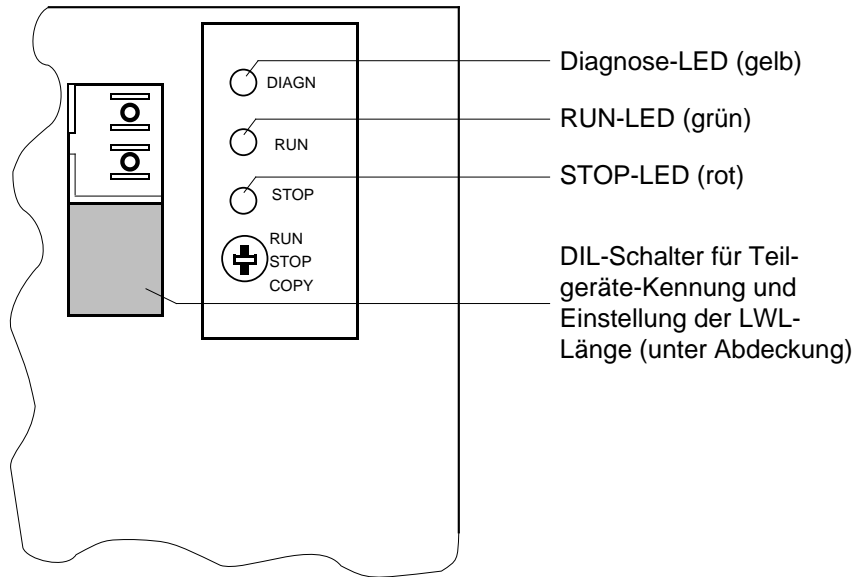 DIAGN
Diagnose-LED (gelb)
RUN
RUN-LED (grün)
STOP
STOP-LED (rot)
RUN
STOP
COPY
DIL-Schalter für Teil-
geräte-Kennung und
Einstellung der LWL-
Länge (unter Abdeckung)